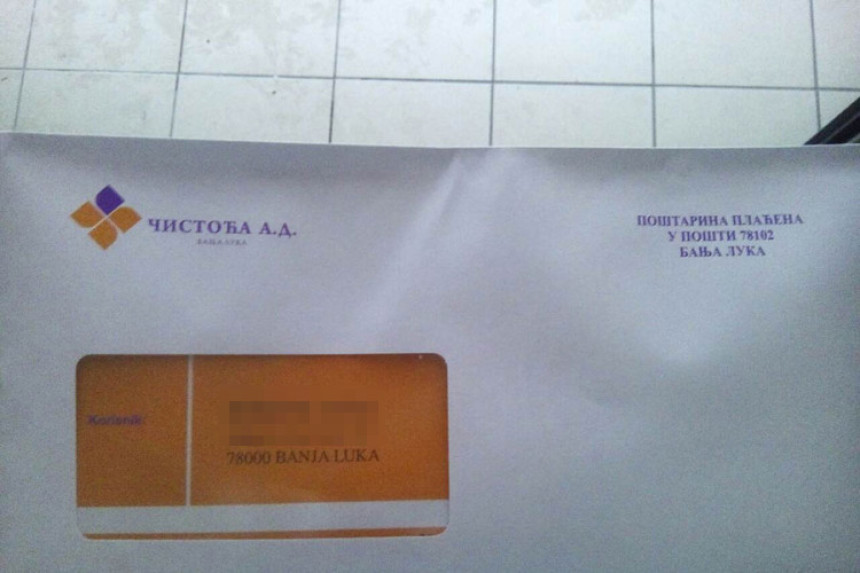 ЧИСТОЋА А.Д.
БАЊА ЛУКА
ПОШТАРИНА ПЛАЋЕНА
У ПОШТИ 78102
БАЊА ЛУКА
Korisnik:
78000 BANJA LUKA